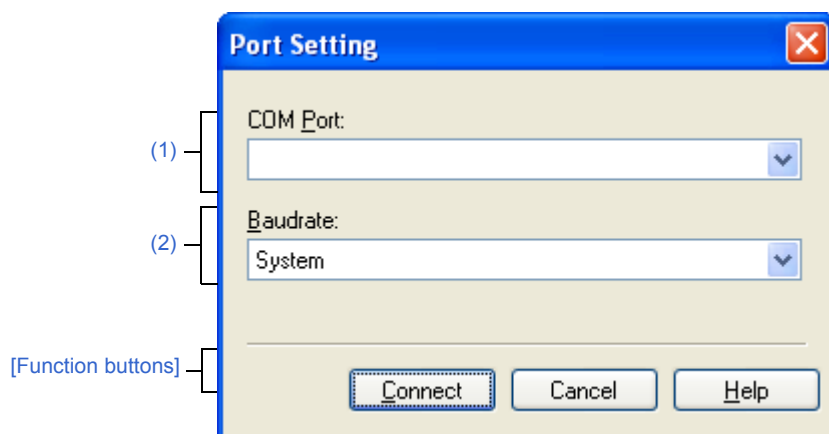 Port Setting
(1)
COM Port:
(2)
Baudrate:
System
[Function buttons]
Connect Cancel Help